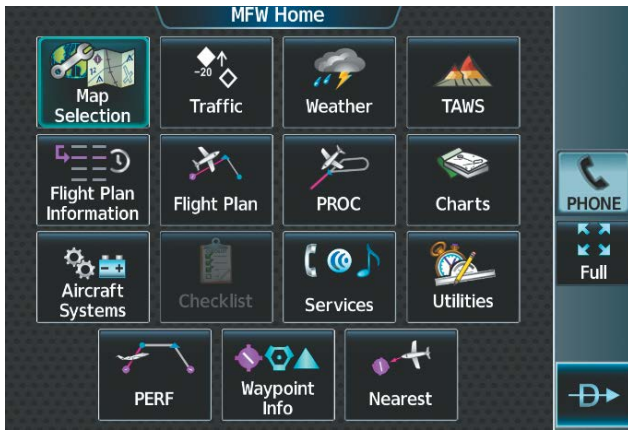 MFW Home
-20
Map
Selection
Traffic
Weather
TAWS
Flight Plan
Information
Flight Plan
PROC
Charts
PHONE
Full
Aircraft
Systems
Checklist
Services
Utilities
PERF
Waypoint
Info
Nearest
D